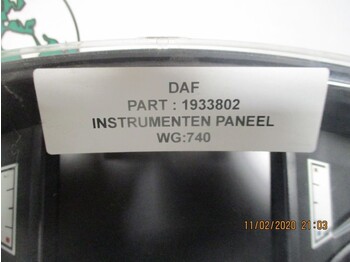 DAF
PART : 1933802
INSTRUMENTEN PANEEL
WG:740
11/02/2020 21:03